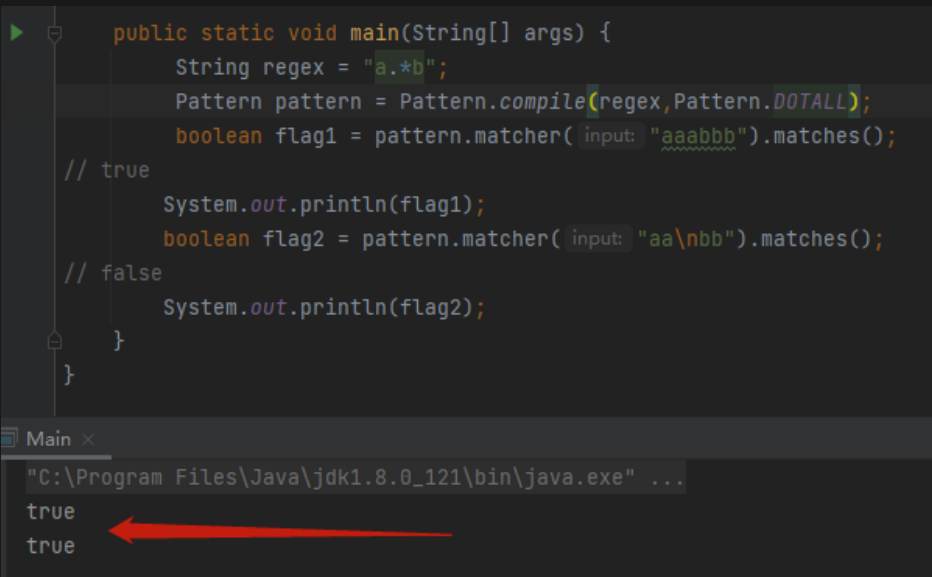 public static void main(String[] args) {
String regex = "a.*b";
Pattern pattern = Pattern.compile(regex,Pattern.DOTALL);
boolean flag1 = pattern.matcher( input: "aaabbb").matches();
// true
System.out.println(flag1);
boolean flag2 = pattern.matcher( input: "aa\nbb").matches();
// false
System.out.println(flag2);
}
}
Main ×
"C:\Program Files\Java\jdk1.8.0_121\bin\java.exe" ...
true
true